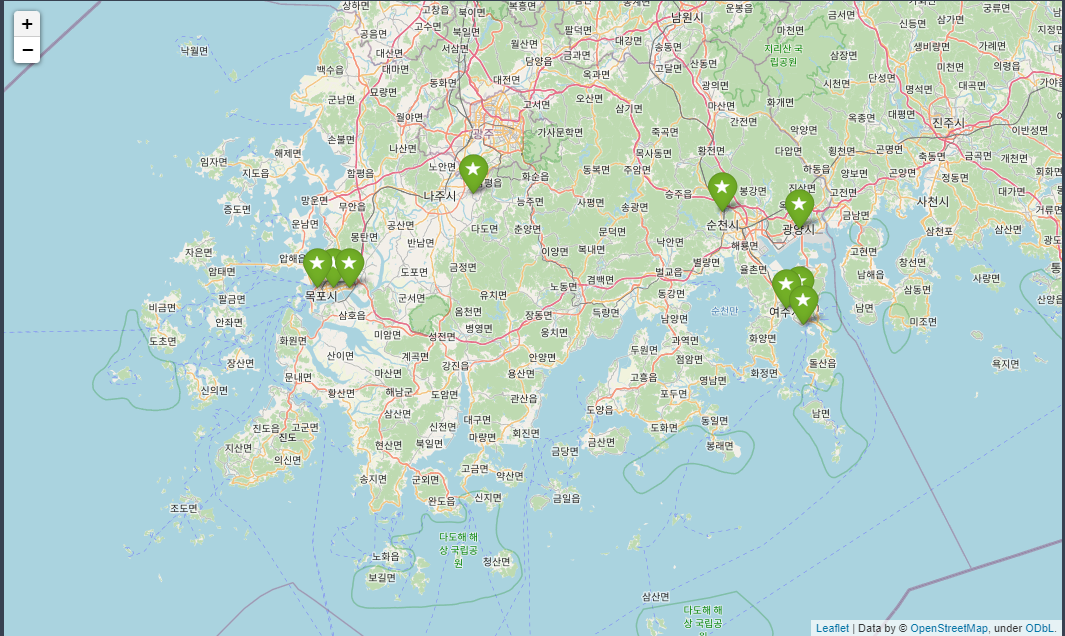 +
−
상하면
고창읍
북이면
복흥면
남원시
운봉읍
금서면
궁류면
신등면
삼가면
공음면
고수면
북일면
팔덕면
대강면
송동면
마천면
생비량면
가례면
낙월면
대산면
서삼면
월산면
금과면
지리산 국
립공원
삼장면
백수읍
대마면
동화면
담양읍
옥과면
고달면
산동면
단성면
미천면
의령읍
묘량면
대전면
광의면
시천면
명석면
대곡면
군남면
고서면
오산면
삼기면
마산면
화개면
월야면
간전면
옥종면
대평면
진주시
이반성면
손불면
광주
가사문학면
죽곡면
악양면
나산면
목사동면
황전면
다압면
횡천면
곤명면
축동면
금곡면
개천면
임자면
해제면
노안면
동복면
주암면
하동읍
양보면
곤양면
정동면
지도읍
함평읍
화순읍
승주읍
봉강면
진상면
고전면
대가면
증도면
망운면
무안읍
나주시
능주면
사평면
송광면
사천시
거류면
운남면
공산면
다도면
춘양면
문덕면
순천시
광양시
금남면
삼천포
몽탄면
반남면
이양면
복내면
낙안면
해룡면
고현면
자은면
압해읍
도포면
금정면
겸백면
벌교읍
별량면
율촌면
남해읍
창선면
사량면
암태면
노동면
동강면
삼동면
팔금면
목포시
군서면
유치면
득량면
순천만
여수시
남면
산양읍
비금면
안좌면
삼호읍
옴천면
장동면
남양면
미조면
도초면
화원면
미암면
성전면
병영면
웅치면
과역면
화양면
산이면
계곡면
안양면
두원면
점암면
장산면
문내면
마산면
강진읍
용산면
고흥읍
영남면
화정면
돌산읍
욕지면
신의면
황산면
해남군
도암면
관산읍
포두면
삼산면
도양읍
남면
진도읍
고군면
신전면
대구면
동일면
도화면
진도
지산면
현산면
북일면
마량면
회진면
금산면
봉래면
의신면
금당면
송지면
군외면
고금면
약산면
조도면
완도읍
신지면
금일읍
다도해 해
상 국립공
원
노화읍
청산면
보길면
삼산면
다도해 해
상 국립공
원
Leaflet | Data by © OpenStreetMap, under ODbL.